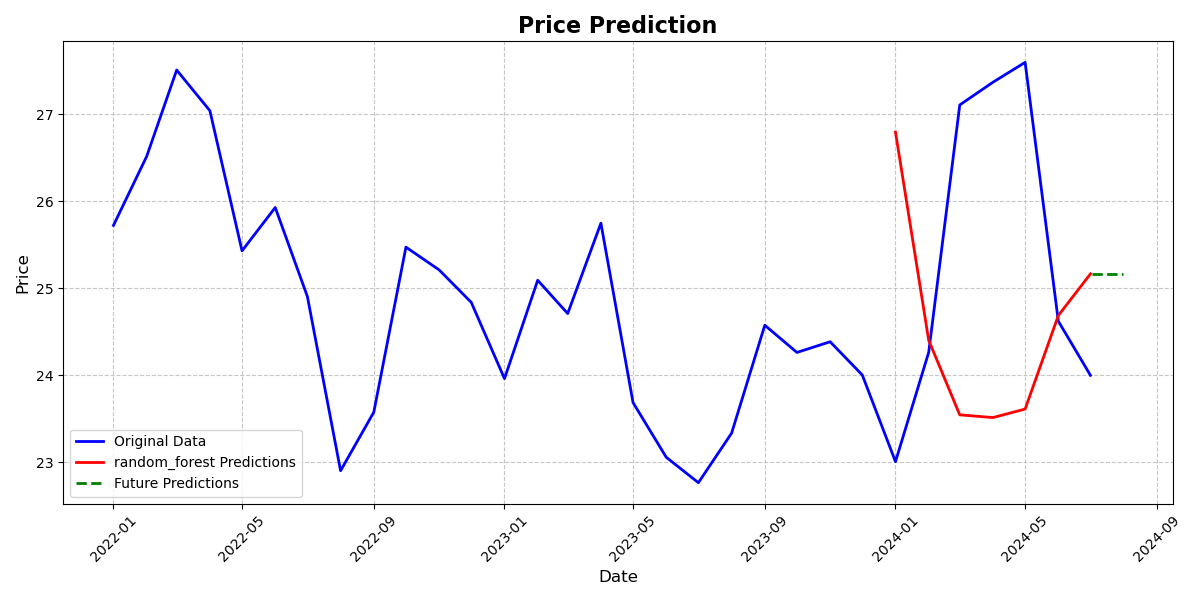 Price Prediction
Price
27
26
25
24
23
Original Data
random_forest Predictions
Future Predictions
2022-01
2022-05
2022-09
2023-01
2023-05
2023-09
2024-01
2024-05
2024-09
Date